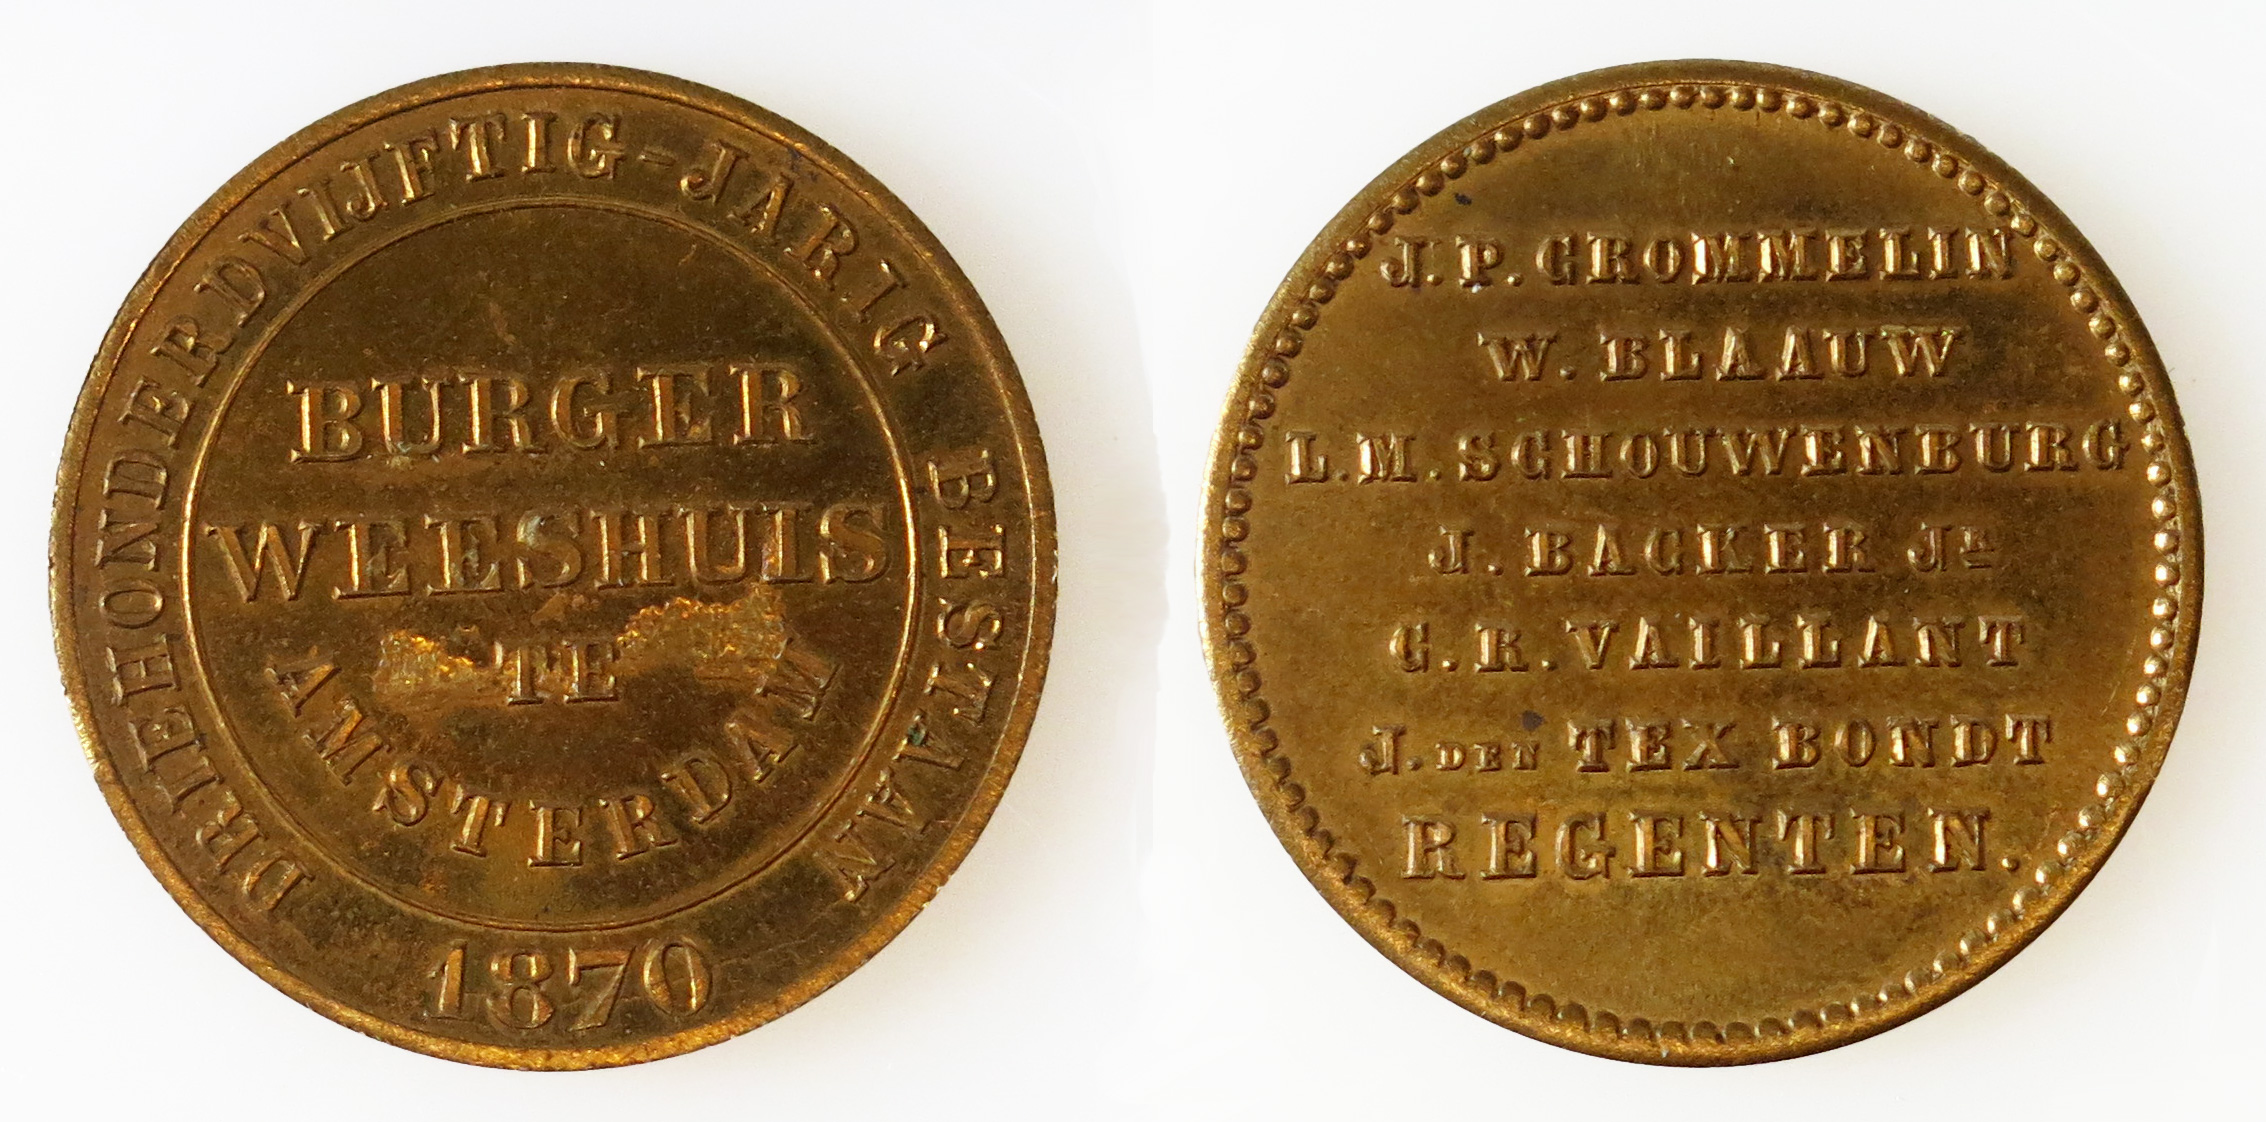 DRIEHONDERDVIJFTIG-JARIG BESTAAN
BURGER
WEESHUIS
TE
AMSTERDAM
1870
J. P. CROMMELIN
W. BLAAUW
L. M. SCHOUWENBURG
J. BACKER JR
C. R. VAILLANT
J. DEN TEX BONDT
REGENTEN.